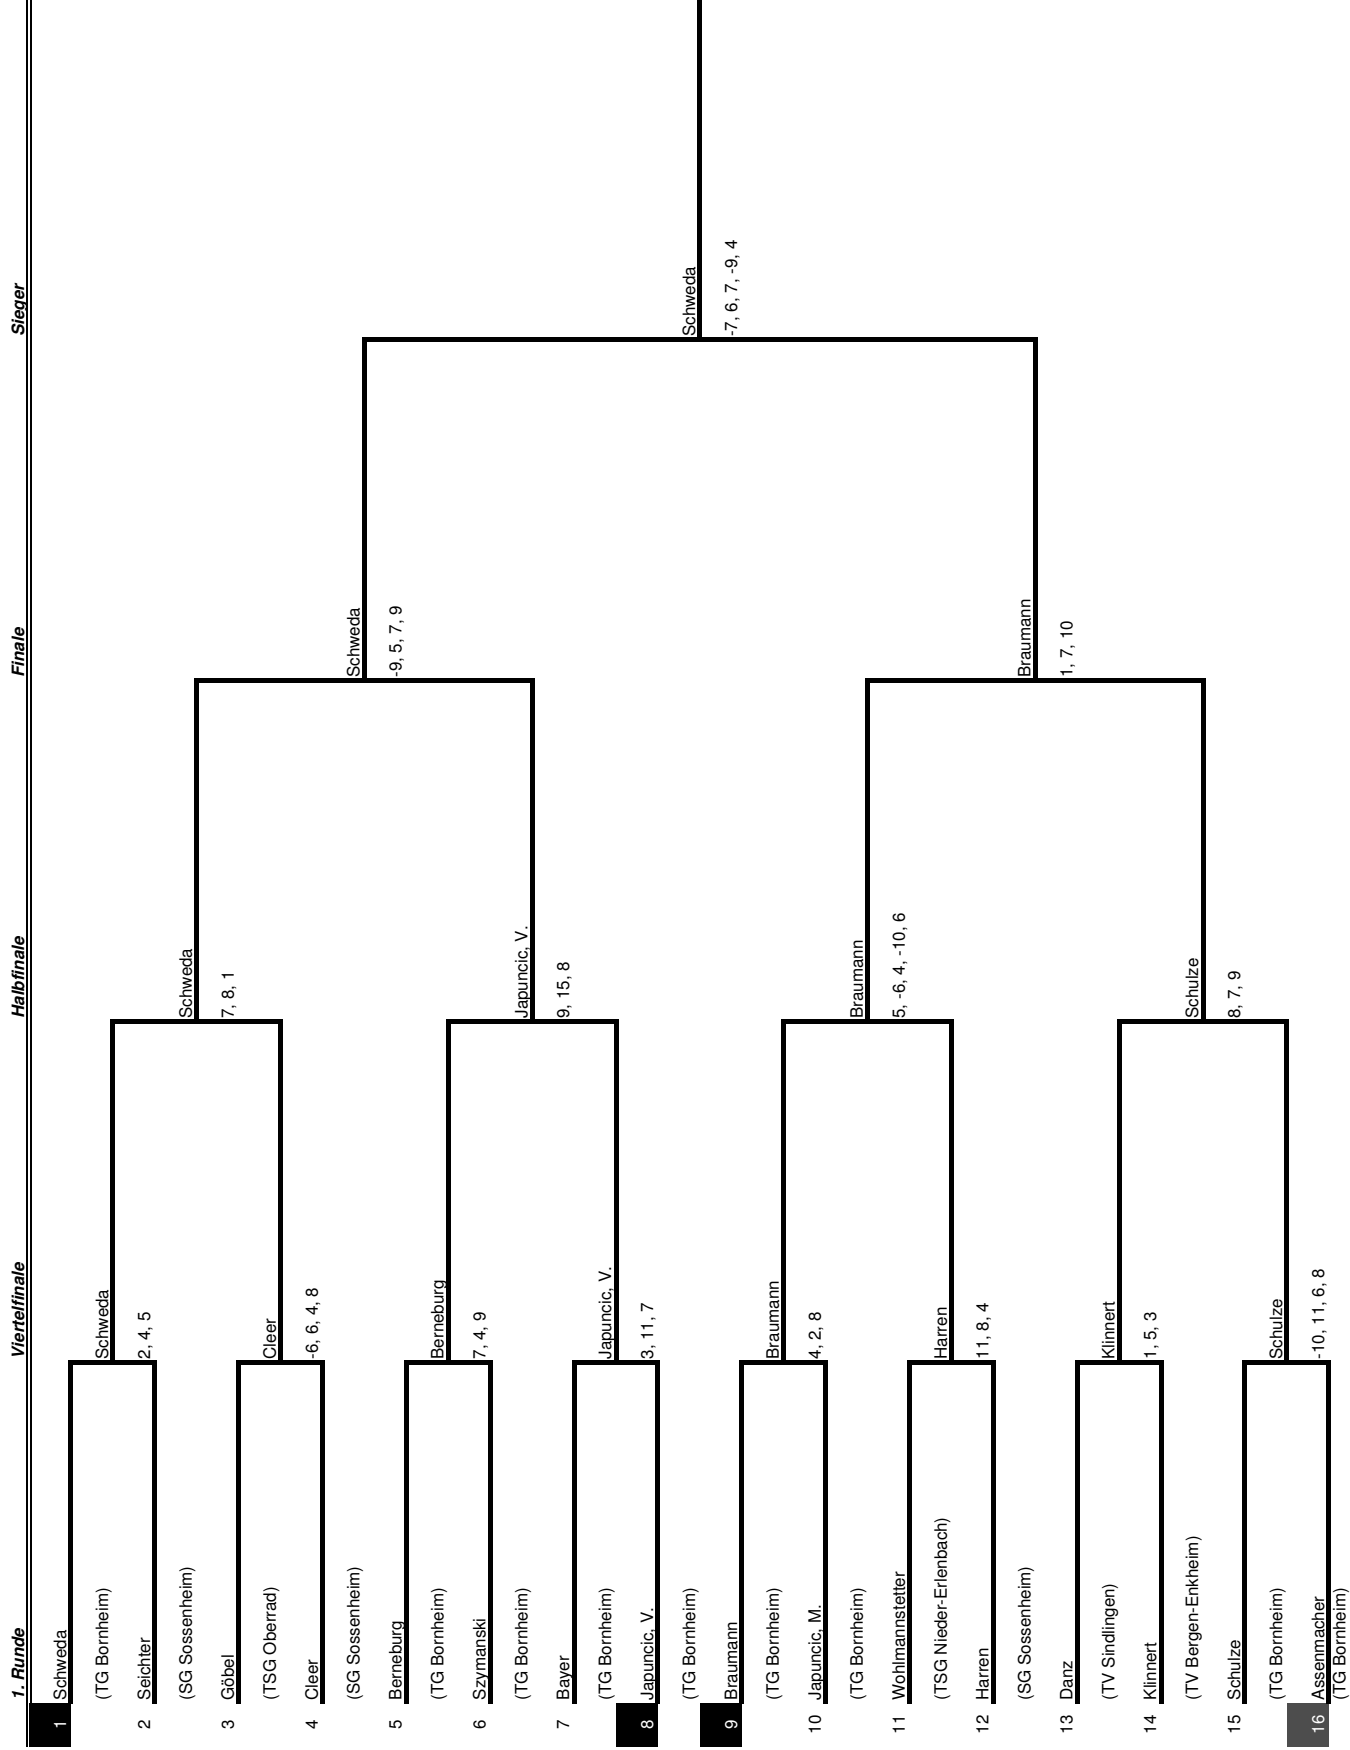 1. Runde
Viertelfinale
Halbfinale
Finale
Sieger
1 Schweda
(TG Bornheim)
2 Seichter
(SG Sossenheim)
3 Göbel
(TSG Oberrad)
4 Cleer
(SG Sossenheim)
5 Berneburg
(TG Bornheim)
6 Szymanski
(TG Bornheim)
7 Bayer
(TG Bornheim)
8 Japuncic, V.
(TG Bornheim)
9 Braumann
(TG Bornheim)
10 Japuncic, M.
(TG Bornheim)
11 Wohlmannstetter
(TSG Nieder-Erlenbach)
12 Harren
(SG Sossenheim)
13 Danz
(TV Sindlingen)
14 Klinnert
(TV Bergen-Enkheim)
15 Schulze
(TG Bornheim)
16 Assenmacher
(TG Bornheim)
Schweda
2, 4, 5
Cleer
-6, 6, 4, 8
Berneburg
7, 4, 9
Japuncic, V.
3, 11, 7
Braumann
4, 2, 8
Harren
11, 8, 4
Klinnert
1, 5, 3
Schulze
-10, 11, 6, 8
Schweda
7, 8, 1
Japuncic, V.
9, 15, 8
Braumann
5, -6, 4, -10, 6
Schulze
8, 7, 9
Schweda
-9, 5, 7, 9
Braumann
1, 7, 10
Schweda
-7, 6, 7, -9, 4